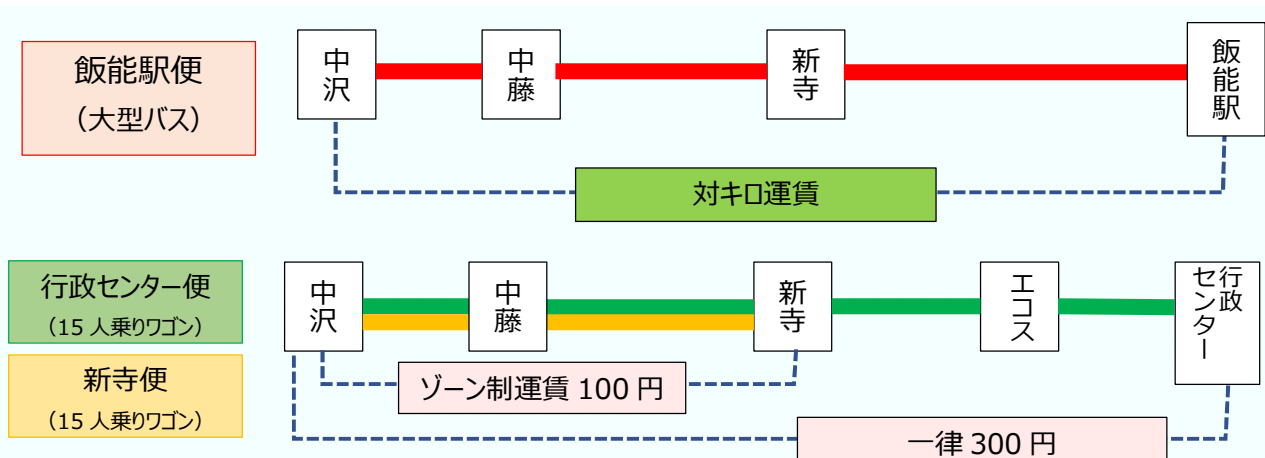 飯能駅便
（大型バス）
中沢
中藤
新寺
飯能駅
対キロ運賃
行政センター便
（15 人乗りワゴン）
新寺便
（15 人乗りワゴン）
中沢
中藤
新寺
エコス
行政
センター
ゾーン制運賃 100 円
一律 300 円